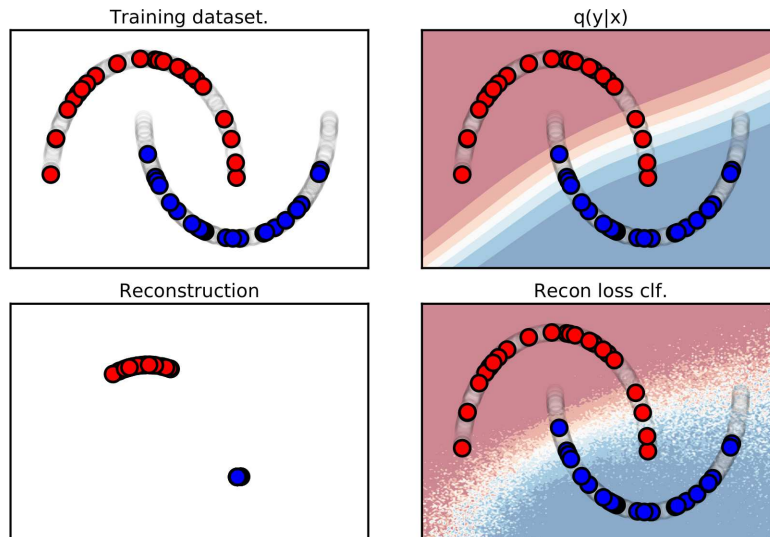 Training dataset.
q(y|x)
Reconstruction
Recon loss clf.